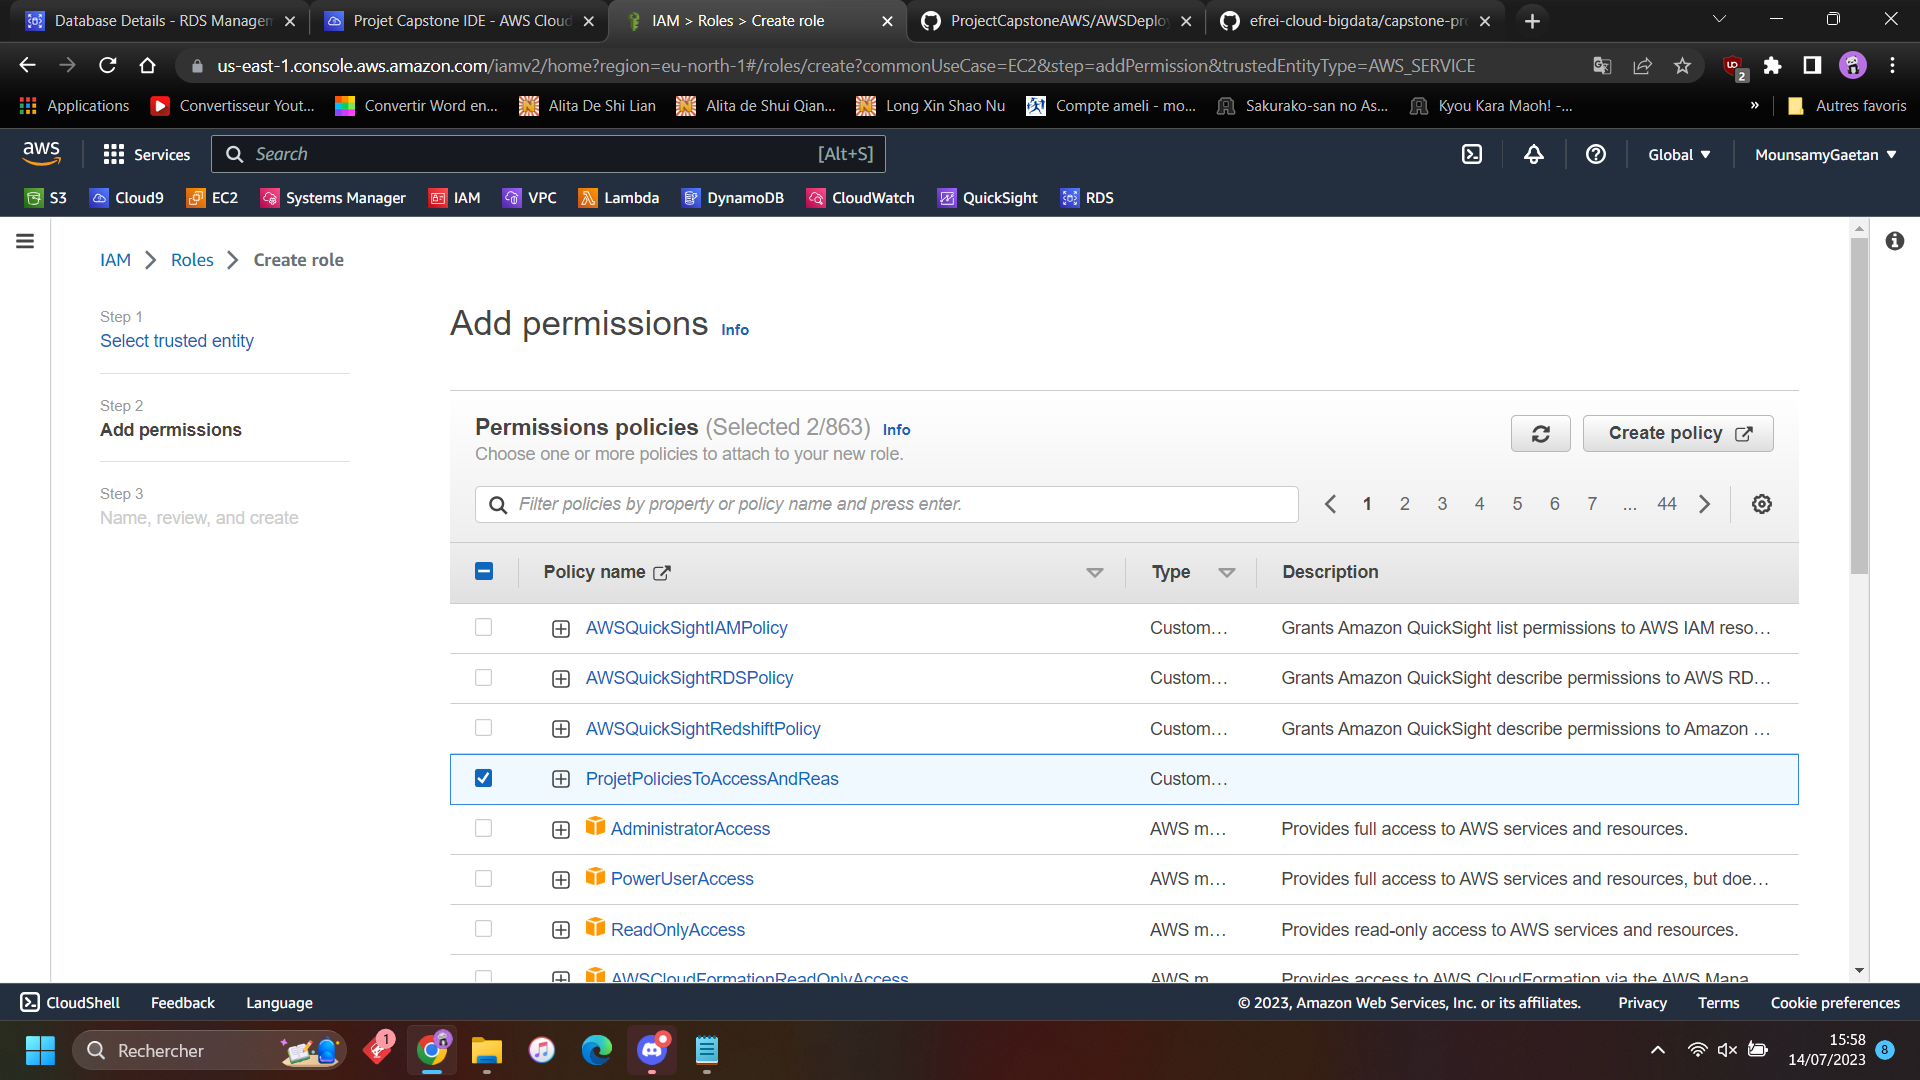 Database Details - RDS Managem
Projet Capstone IDE - AWS Cloud
IAM > Roles > Create role
ProjectCapstoneAWS/AWSDeploy
efrei-cloud-bigdata/capstone-pro
us-east-1.console.aws.amazon.com/iamv2/home?region=eu-north-1#/roles/create?commonUseCase=EC2&step=addPermission&trustedEntityType=AWS_SERVICE
2
Applications
Convertisseur Yout...
Convertir Word en...
Alita De Shi Lian
Alita de Shui Qian...
Long Xin Shao Nu
Compte ameli - mo...
Sakurako-san no As...
Kyou Kara Maoh! -...
»
Autres favoris
aws
Services
Search
[Alt+S]
Global
MounsamyGaetan
S3
Cloud9
EC2
Systems Manager
IAM
VPC
Lambda
DynamoDB
CloudWatch
QuickSight
RDS
IAM > Roles > Create role
Step 1
Select trusted entity
Step 2
Add permissions
Step 3
Name, review, and create
Add permissions Info
Permissions policies (Selected 2/863) Info
Choose one or more policies to attach to your new role.
Create policy
Filter policies by property or policy name and press enter.
1 2 3 4 5 6 7 ... 44
Policy name Type Description
AWSQuickSightIAMPolicy Custom... Grants Amazon QuickSight list permissions to AWS IAM reso...
AWSQuickSightRDSPolicy Custom... Grants Amazon QuickSight describe permissions to AWS RD...
AWSQuickSightRedshiftPolicy Custom... Grants Amazon QuickSight describe permissions to Amazon ...
ProjetPoliciesToAccessAndReas Custom...
AdministratorAccess AWS m... Provides full access to AWS services and resources.
PowerUserAccess AWS m... Provides full access to AWS services and resources, but doe...
ReadOnlyAccess AWS m... Provides read-only access to AWS services and resources.
AWSCloudFormationReadOnlyAccess AWS m Provides access to AWS CloudFormation via the AWS Mana
CloudShell
Feedback
Language
© 2023, Amazon Web Services, Inc. or its affiliates.
Privacy
Terms
Cookie preferences
Rechercher
1
15:58
14/07/2023
8